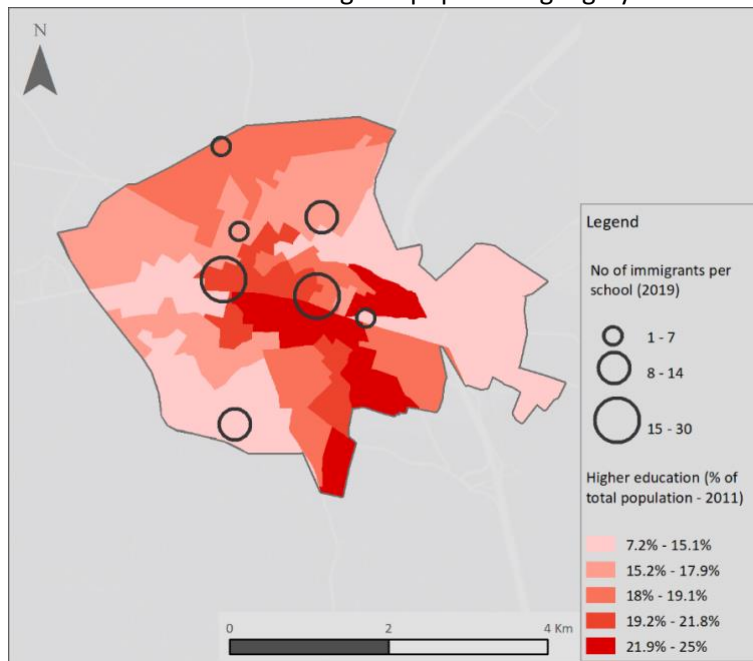 N
Legend
No of immigrants per
school (2019)
1 - 7
8 - 14
15 - 30
Higher education (% of
total population - 2011)
7.2% - 15.1%
15.2% - 17.9%
18% - 19.1%
19.2% - 21.8%
21.9% - 25%
0 2 4 Km